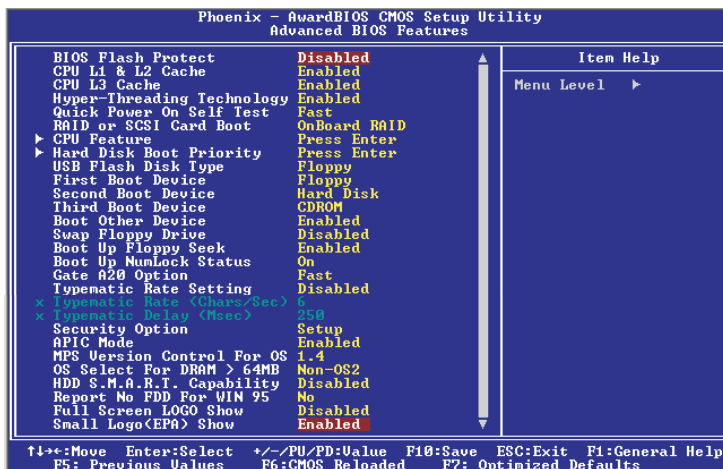 Phoenix - AwardBIOS CMOS Setup Utility
Advanced BIOS Features
BIOS Flash Protect Disabled
CPU L1 & L2 Cache Enabled
CPU L3 Cache Enabled
Hyper-Threading Technology Enabled
Quick Power On Self Test Fast
RAID or SCSI Card Boot OnBoard RAID
► CPU Feature Press Enter
► Hard Disk Boot Priority Press Enter
USB Flash Disk Type Floppy
First Boot Device Floppy
Second Boot Device Hard Disk
Third Boot Device CDROM
Boot Other Device Enabled
Swap Floppy Drive Disabled
Boot Up Floppy Seek Enabled
Boot Up NumLock Status On
Gate A20 Option Fast
Typematic Rate Setting Disabled
x Typematic Rate (Chars/Sec) 6
x Typematic Delay (Msec) 250
Security Option Setup
APIC Mode Enabled
MPS Version Control For OS 1.4
OS Select For DRAM > 64MB Non-OS2
HDD S.M.A.R.T. Capability Disabled
Report No FDD For WIN 95 No
Full Screen LOGO Show Disabled
Small Logo(EPA) Show Enabled
Item Help
Menu Level ►
↑↓→←:Move Enter:Select +/-/PU/PD:Value F10:Save ESC:Exit F1:General Help
F5: Previous Values F6:CMOS Reloaded F7: Optimized Defaults